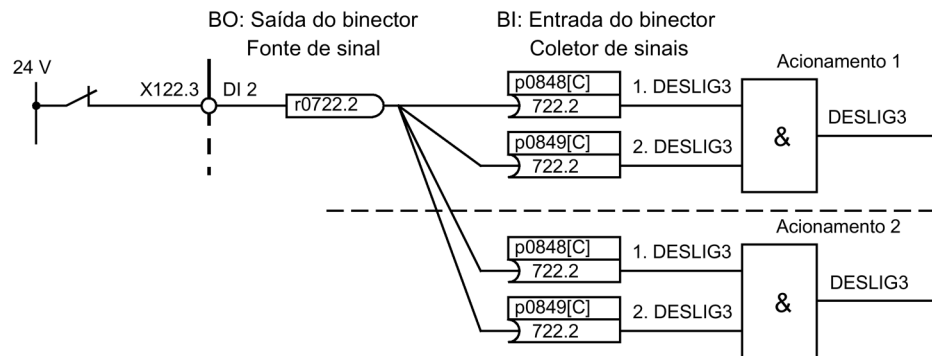 BO: Saída do binector
Fonte de sinal
BI: Entrada do binector
Coletor de sinais
24 V
X122.3
DI 2
r0722.2
Acionamento 1
p0848[C]
722.2
1. DESLIG3
p0849[C]
722.2
2. DESLIG3
&
DESLIG3
Acionamento 2
p0848[C]
722.2
1. DESLIG3
p0849[C]
722.2
2. DESLIG3
&
DESLIG3